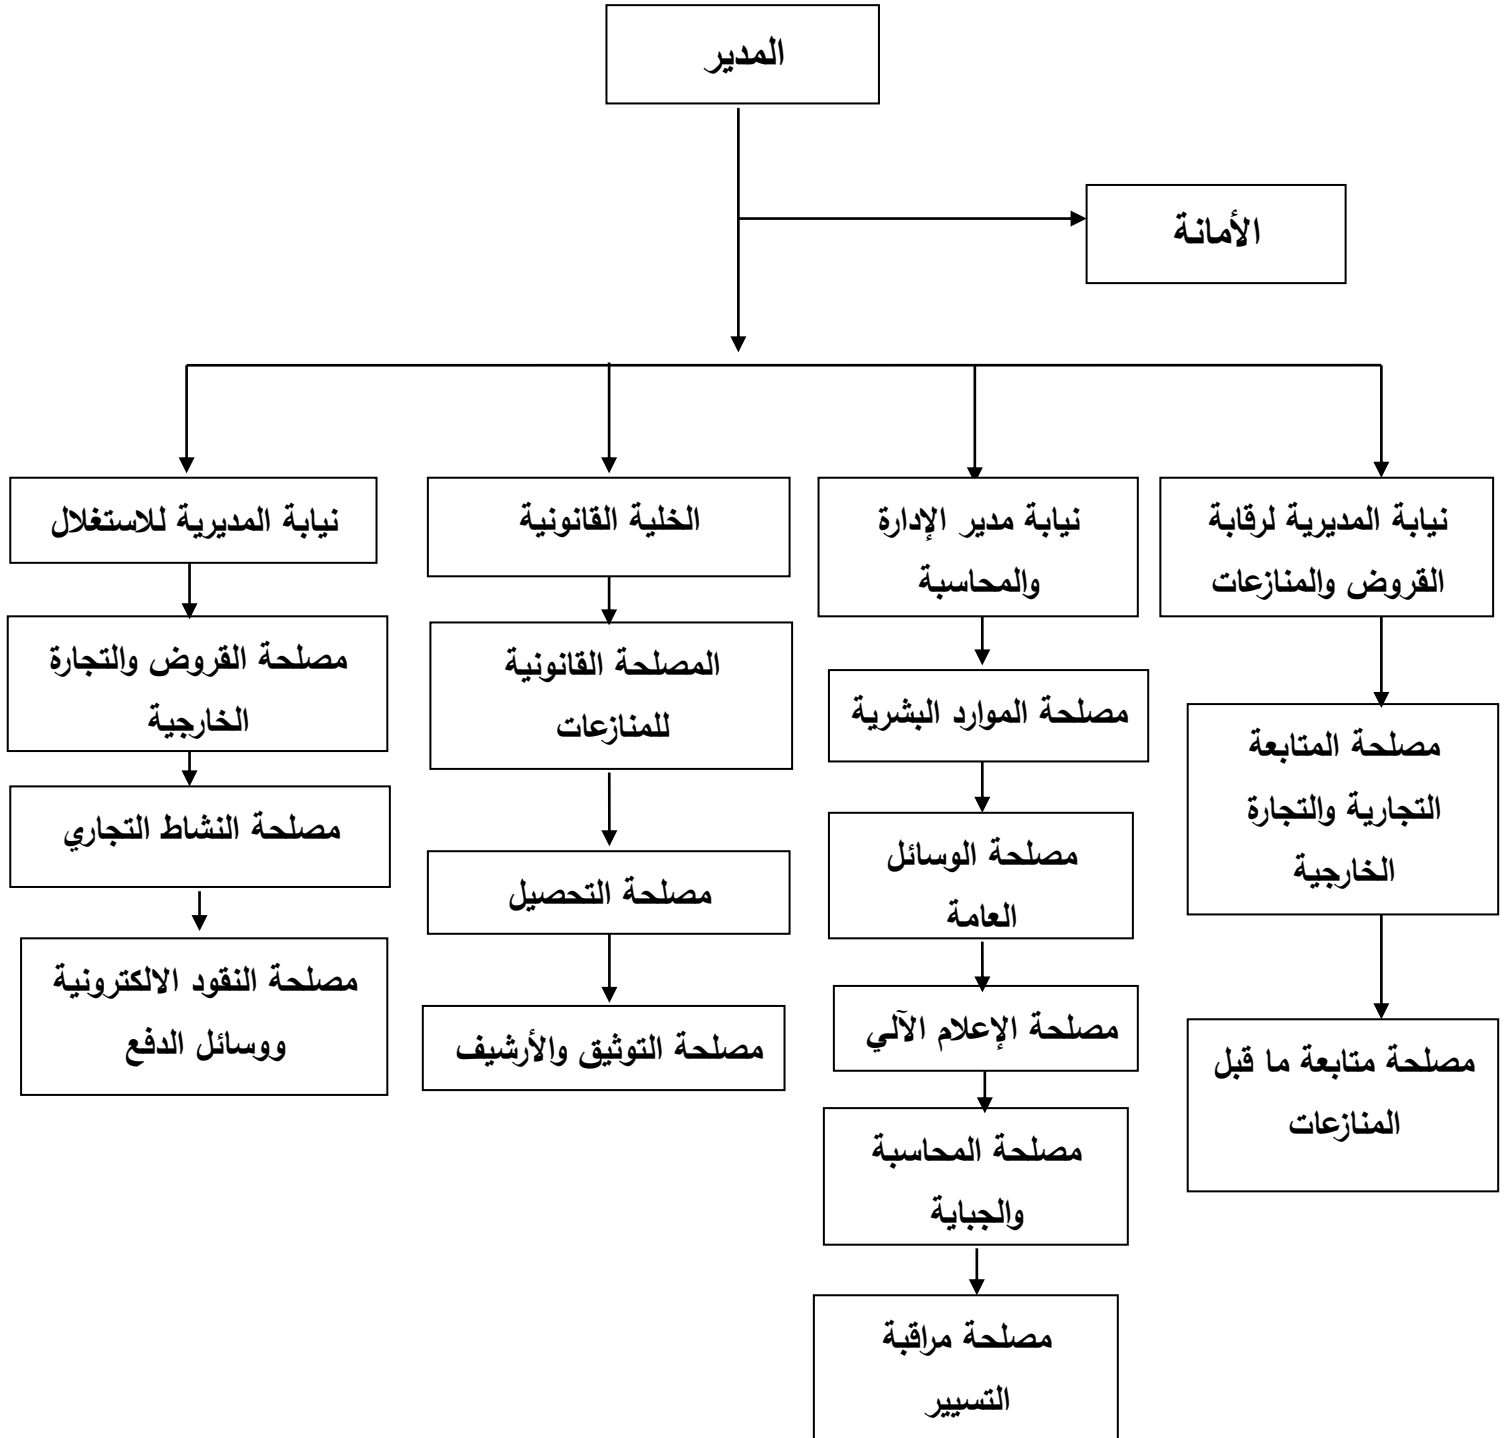 المدير
الأمانة
نيابة المديرية لرقابة
القروض والمنازعات
مصلحة المتابعة
التجارية والتجارة
الخارجية
مصلحة متابعة ما قبل
المنازعات
نيابة مدير الإدارة
والمحاسبة
مصلحة الموارد البشرية
مصلحة الوسائل
العامة
مصلحة الإعلام الآلي
مصلحة المحاسبة
والجباية
مصلحة مراقبة
التسيير
الخلية القانونية
المصلحة القانونية
للمنازعات
مصلحة التحصيل
مصلحة التوثيق والأرشيف
نيابة المديرية للاستغلال
مصلحة القروض والتجارة
الخارجية
مصلحة النشاط التجاري
مصلحة النقود الالكترونية
ووسائل الدفع